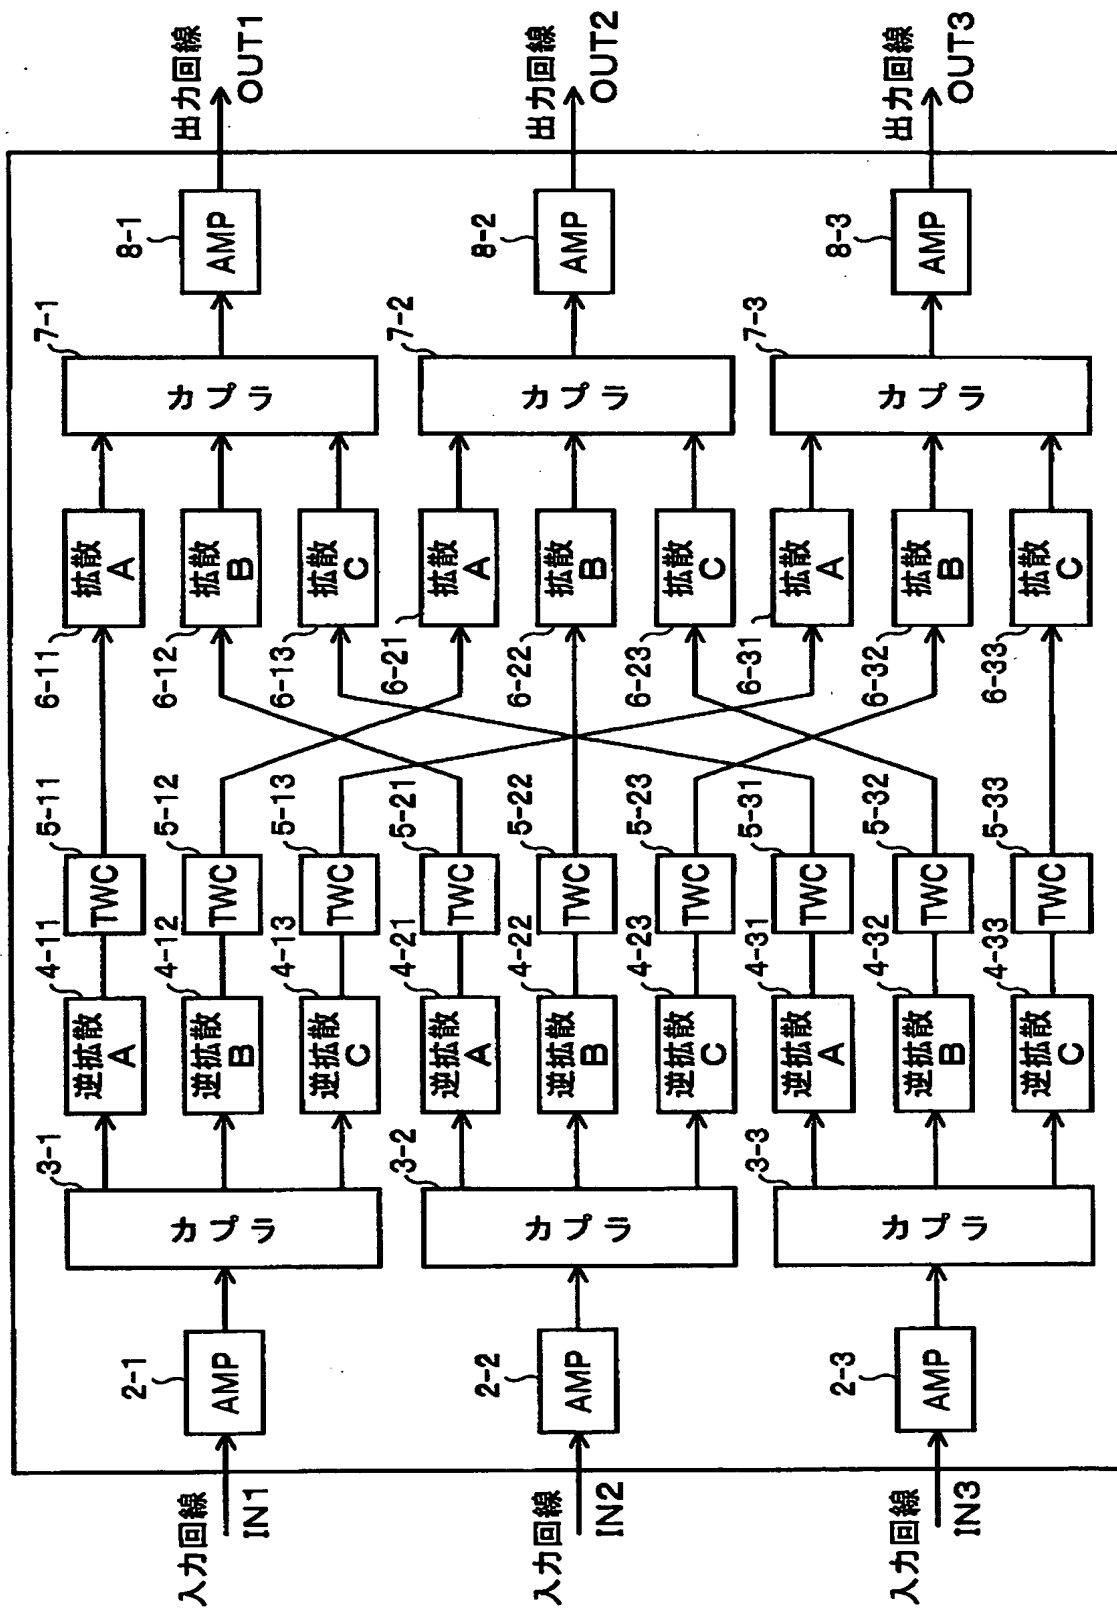 入力回線
IN1
2-1
AMP
3-1
カプラ
4-11
逆拡散
A
5-11
TWC
6-11
拡散
A
4-12
逆拡散
B
5-12
TWC
6-12
拡散
B
4-13
逆拡散
C
5-13
TWC
6-13
拡散
C
7-1
カプラ
8-1
AMP
出力回線
OUT1
入力回線
IN2
2-2
AMP
3-2
カプラ
4-21
逆拡散
A
5-21
TWC
6-21
拡散
A
4-22
逆拡散
B
5-22
TWC
6-22
拡散
B
4-23
逆拡散
C
5-23
TWC
6-23
拡散
C
7-2
カプラ
8-2
AMP
出力回線
OUT2
入力回線
IN3
2-3
AMP
3-3
カプラ
4-31
逆拡散
A
5-31
TWC
6-31
拡散
A
4-32
逆拡散
B
5-32
TWC
6-32
拡散
B
4-33
逆拡散
C
5-33
TWC
6-33
拡散
C
7-3
カプラ
8-3
AMP
出力回線
OUT3